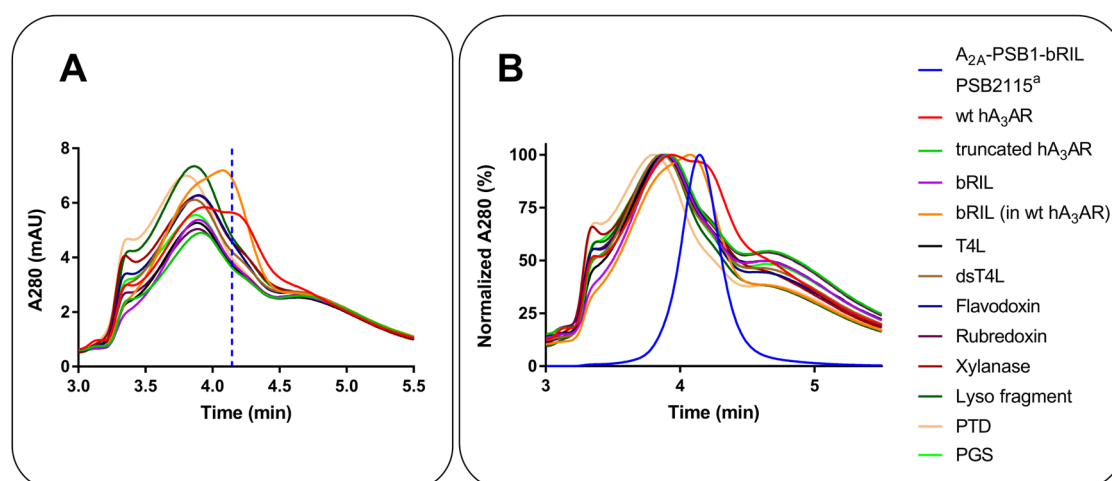 A
B
A280 (mAU)
8
6
4
2
0
3.0 3.5 4.0 4.5 5.0 5.5
Time (min)
Normalized A280 (%)
100
75
50
25
0
3 4 5
Time (min)
A₂ₐ-PSB1-bRIL
PSB2115ᵃ
wt hA₃AR
truncated hA₃AR
bRIL
bRIL (in wt hA₃AR)
T4L
dsT4L
Flavodoxin
Rubredoxin
Xylanase
Lyso fragment
PTD
PGS